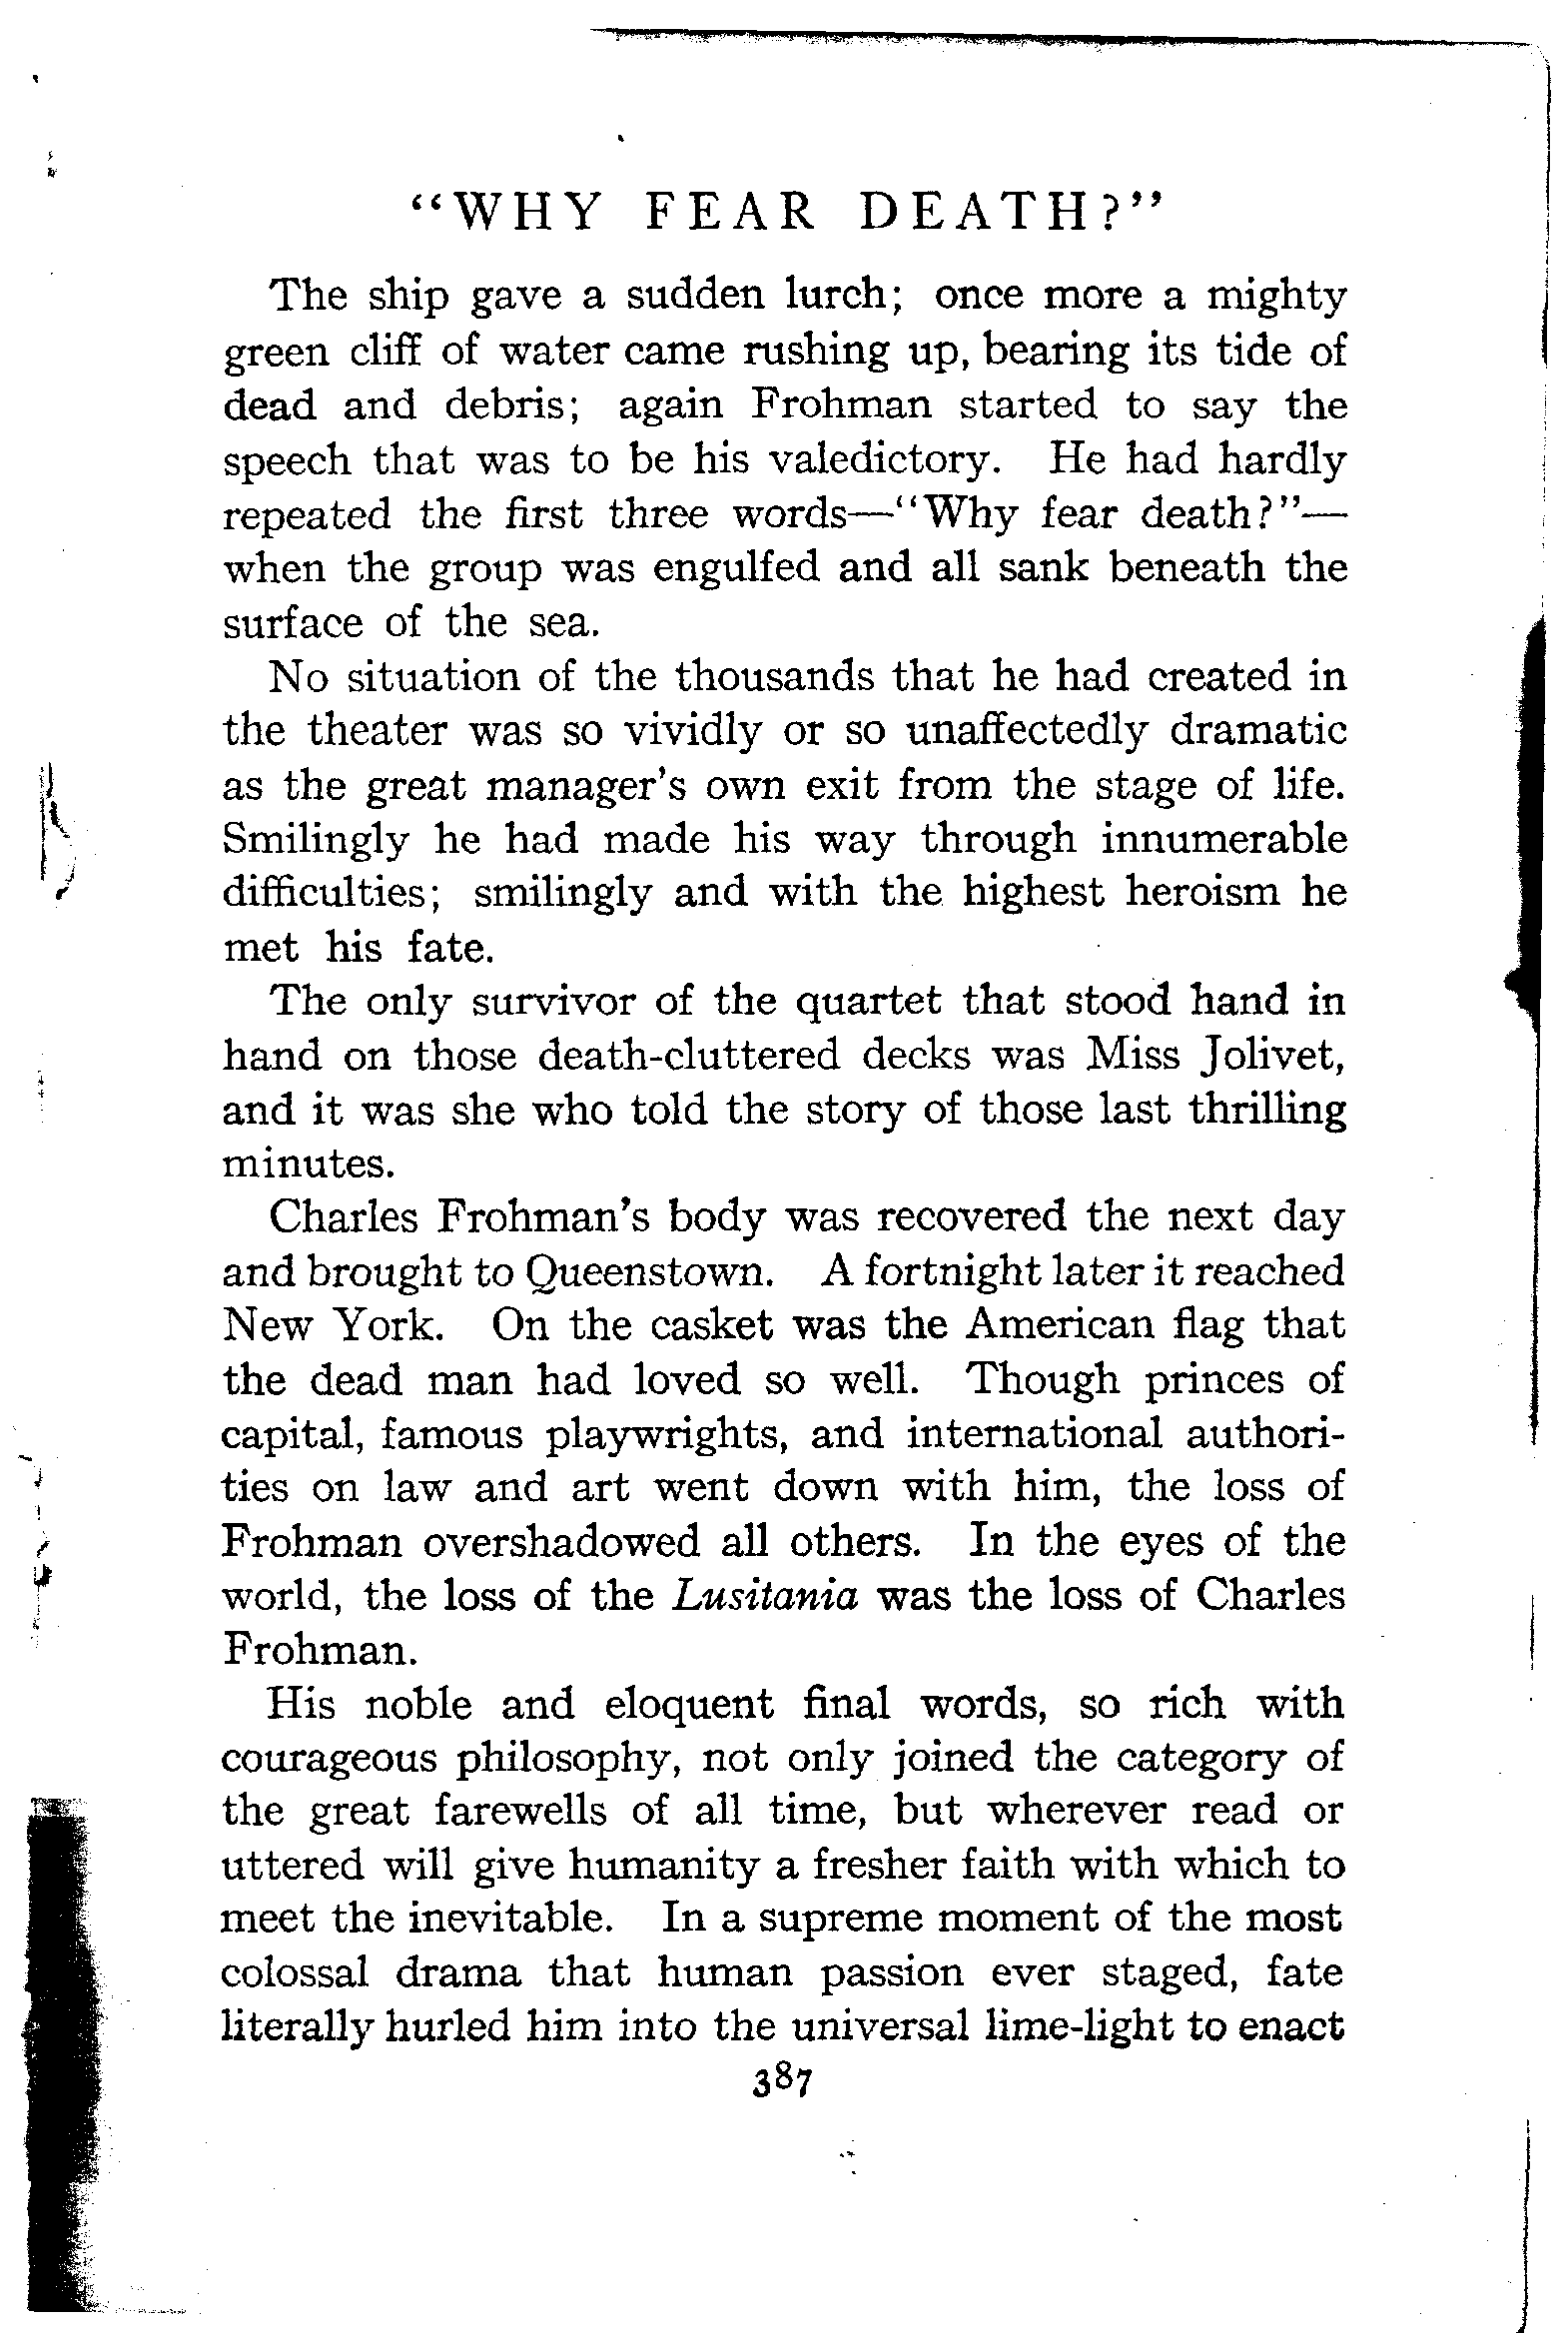 "WHY FEAR DEATH?"
The ship gave a sudden lurch; once more a mighty
green cliff of water came rushing up, bearing its tide of
dead and debris; again Frohman started to say the
speech that was to be his valedictory. He had hardly
repeated the first three words—"Why fear death?"—
when the group was engulfed and all sank beneath the
surface of the sea.
No situation of the thousands that he had created in
the theater was so vividly or so unaffectedly dramatic
as the great manager's own exit from the stage of life.
Smilingly he had made his way through innumerable
difficulties; smilingly and with the highest heroism he
met his fate.
The only survivor of the quartet that stood hand in
hand on those death-cluttered decks was Miss Jolivet,
and it was she who told the story of those last thrilling
minutes.
Charles Frohman's body was recovered the next day
and brought to Queenstown. A fortnight later it reached
New York. On the casket was the American flag that
the dead man had loved so well. Though princes of
capital, famous playwrights, and international authori-
ties on law and art went down with him, the loss of
Frohman overshadowed all others. In the eyes of the
world, the loss of the Lusitania was the loss of Charles
Frohman.
His noble and eloquent final words, so rich with
courageous philosophy, not only joined the category of
the great farewells of all time, but wherever read or
uttered will give humanity a fresher faith with which to
meet the inevitable. In a supreme moment of the most
colossal drama that human passion ever staged, fate
literally hurled him into the universal lime-light to enact
387